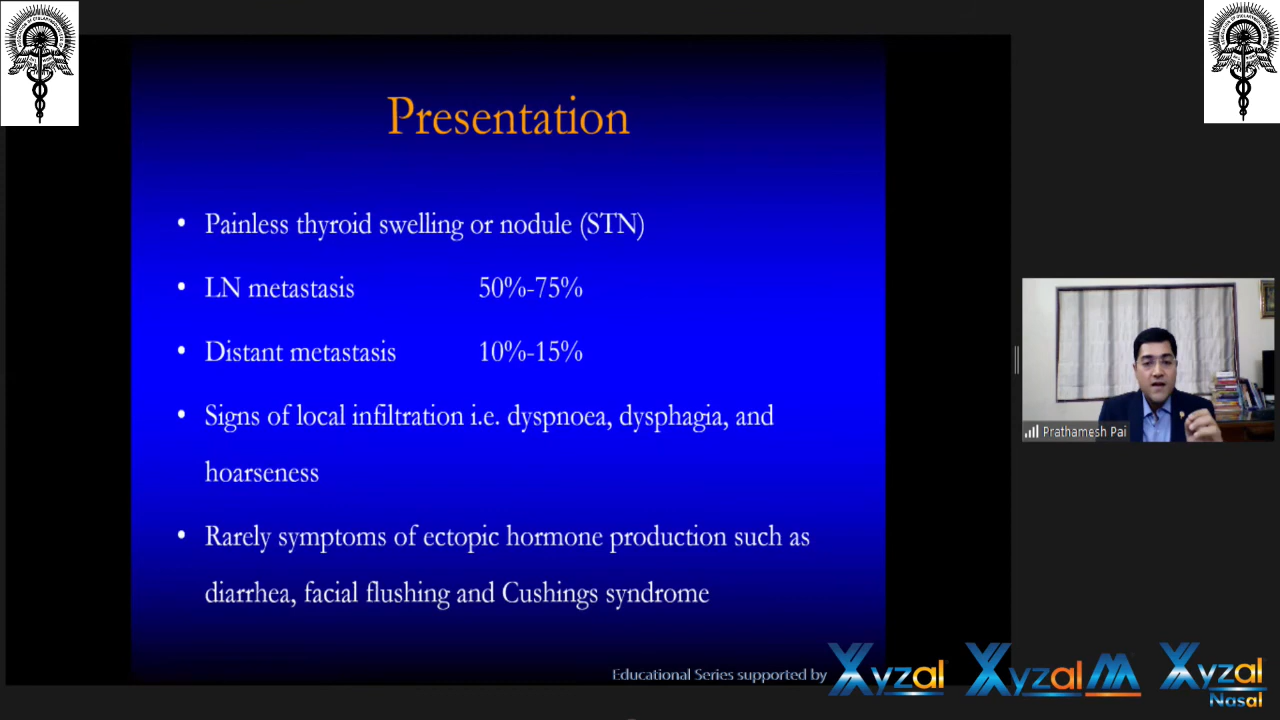 Presentation
• Painless thyroid swelling or nodule (STN)
• LN metastasis 50%-75%
• Distant metastasis 10%-15%
• Signs of local infiltration i.e. dyspnoea, dysphagia, and
hoarseness
• Rarely symptoms of ectopic hormone production such as
diarrhea, facial flushing and Cushings syndrome
Prathamesh Pai
Educational Series supported by
Xyzal
Xyzal M
Xyzal
Nasal